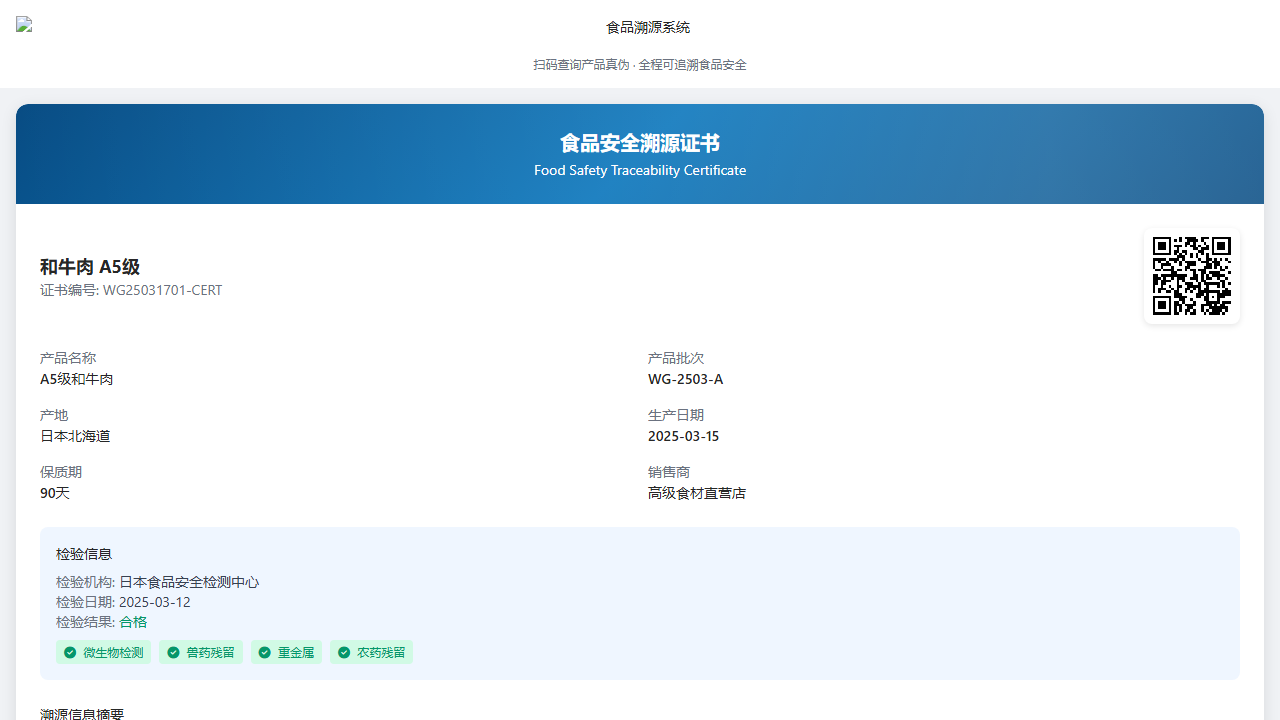 食品溯源系统
扫码查询产品真伪 · 全程可追溯食品安全
食品安全溯源证书
Food Safety Traceability Certificate
和牛肉 A5级
证书编号: WG25031701-CERT
产品名称
A5级和牛肉
产品批次
WG-2503-A
产地
日本北海道
生产日期
2025-03-15
保质期
90天
销售商
高级食材直营店
检验信息
检验机构: 日本食品安全检测中心
检验日期: 2025-03-12
检验结果: 合格
微生物检测 兽药残留 重金属 农药残留
溯源信息摘要